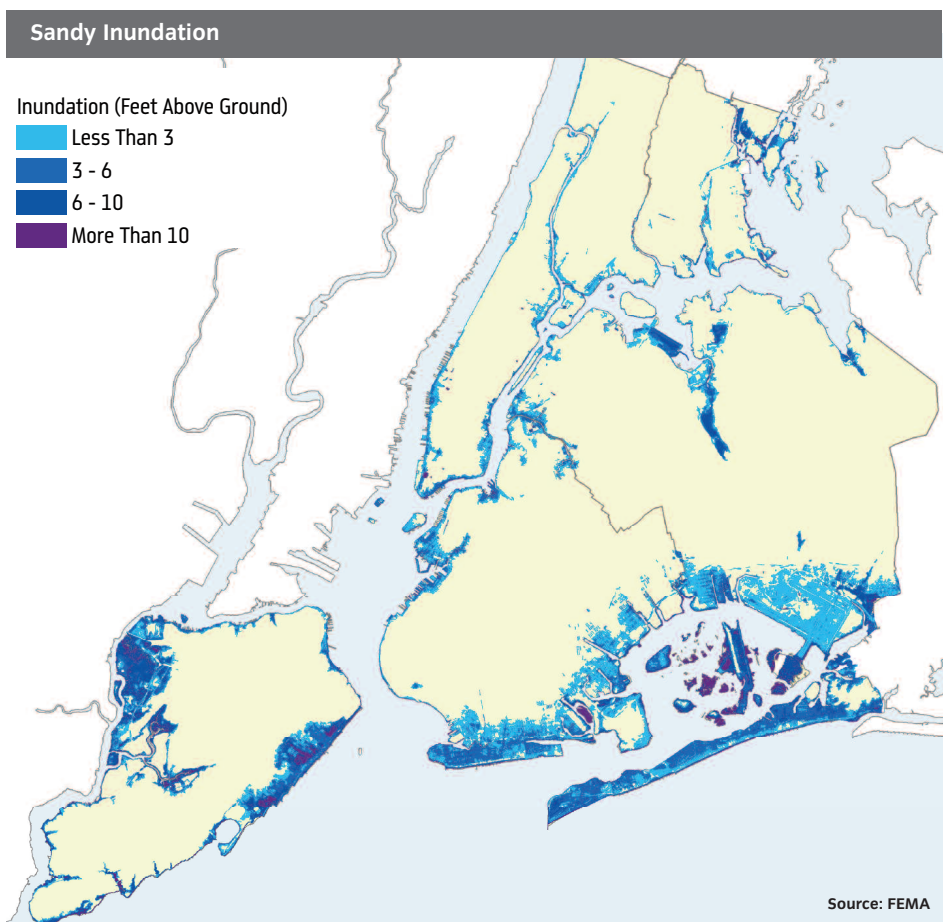 Sandy Inundation
Inundation (Feet Above Ground)
Less Than 3
3 - 6
6 - 10
More Than 10
Source: FEMA